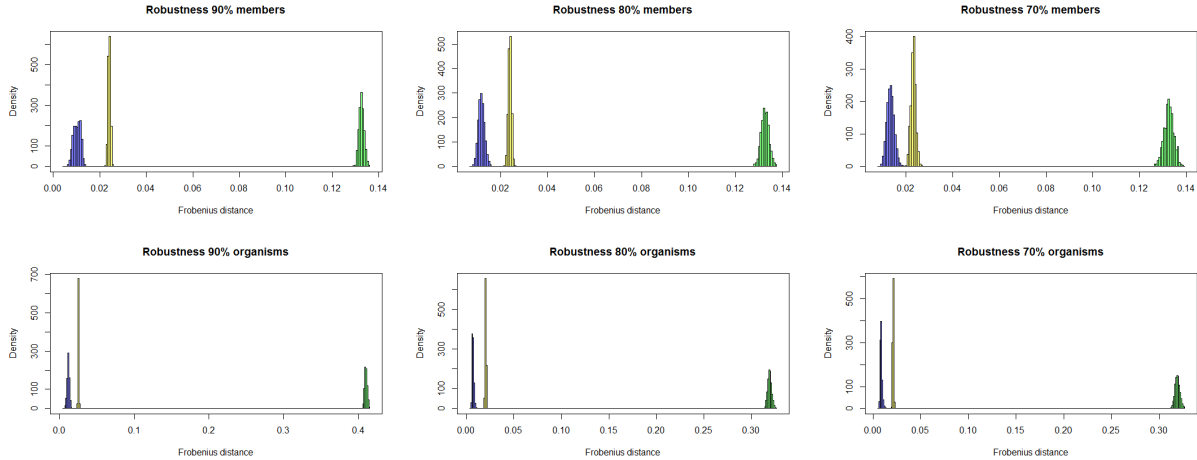 Robustness 90% members
Density
0 100 300 500
0.00 0.02 0.04 0.06 0.08 0.10 0.12 0.14
Frobenius distance
Robustness 80% members
Density
0 100 200 300 400 500
0.02 0.04 0.06 0.08 0.10 0.12 0.14
Frobenius distance
Robustness 70% members
Density
0 100 200 300 400
0.02 0.04 0.06 0.08 0.10 0.12 0.14
Frobenius distance
Robustness 90% organisms
Density
0 100 300 500 700
0.0 0.1 0.2 0.3 0.4
Frobenius distance
Robustness 80% organisms
Density
0 100 300 500
0.00 0.05 0.10 0.15 0.20 0.25 0.30
Frobenius distance
Robustness 70% organisms
Density
0 100 300 500
0.00 0.05 0.10 0.15 0.20 0.25 0.30
Frobenius distance